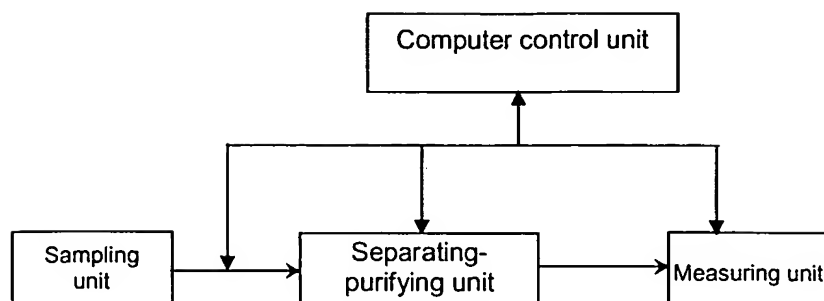 Computer control unit
Sampling
unit
Separating-
purifying unit
Measuring unit